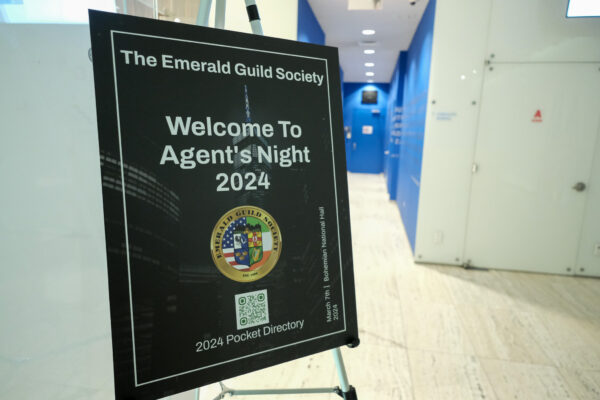 The Emerald Guild Society
Welcome To
Agent's Night
2024
EMERALD GUILD SOCIETY
2024 Pocket Directory
March 7th | Bohemian National Hall
2024
A